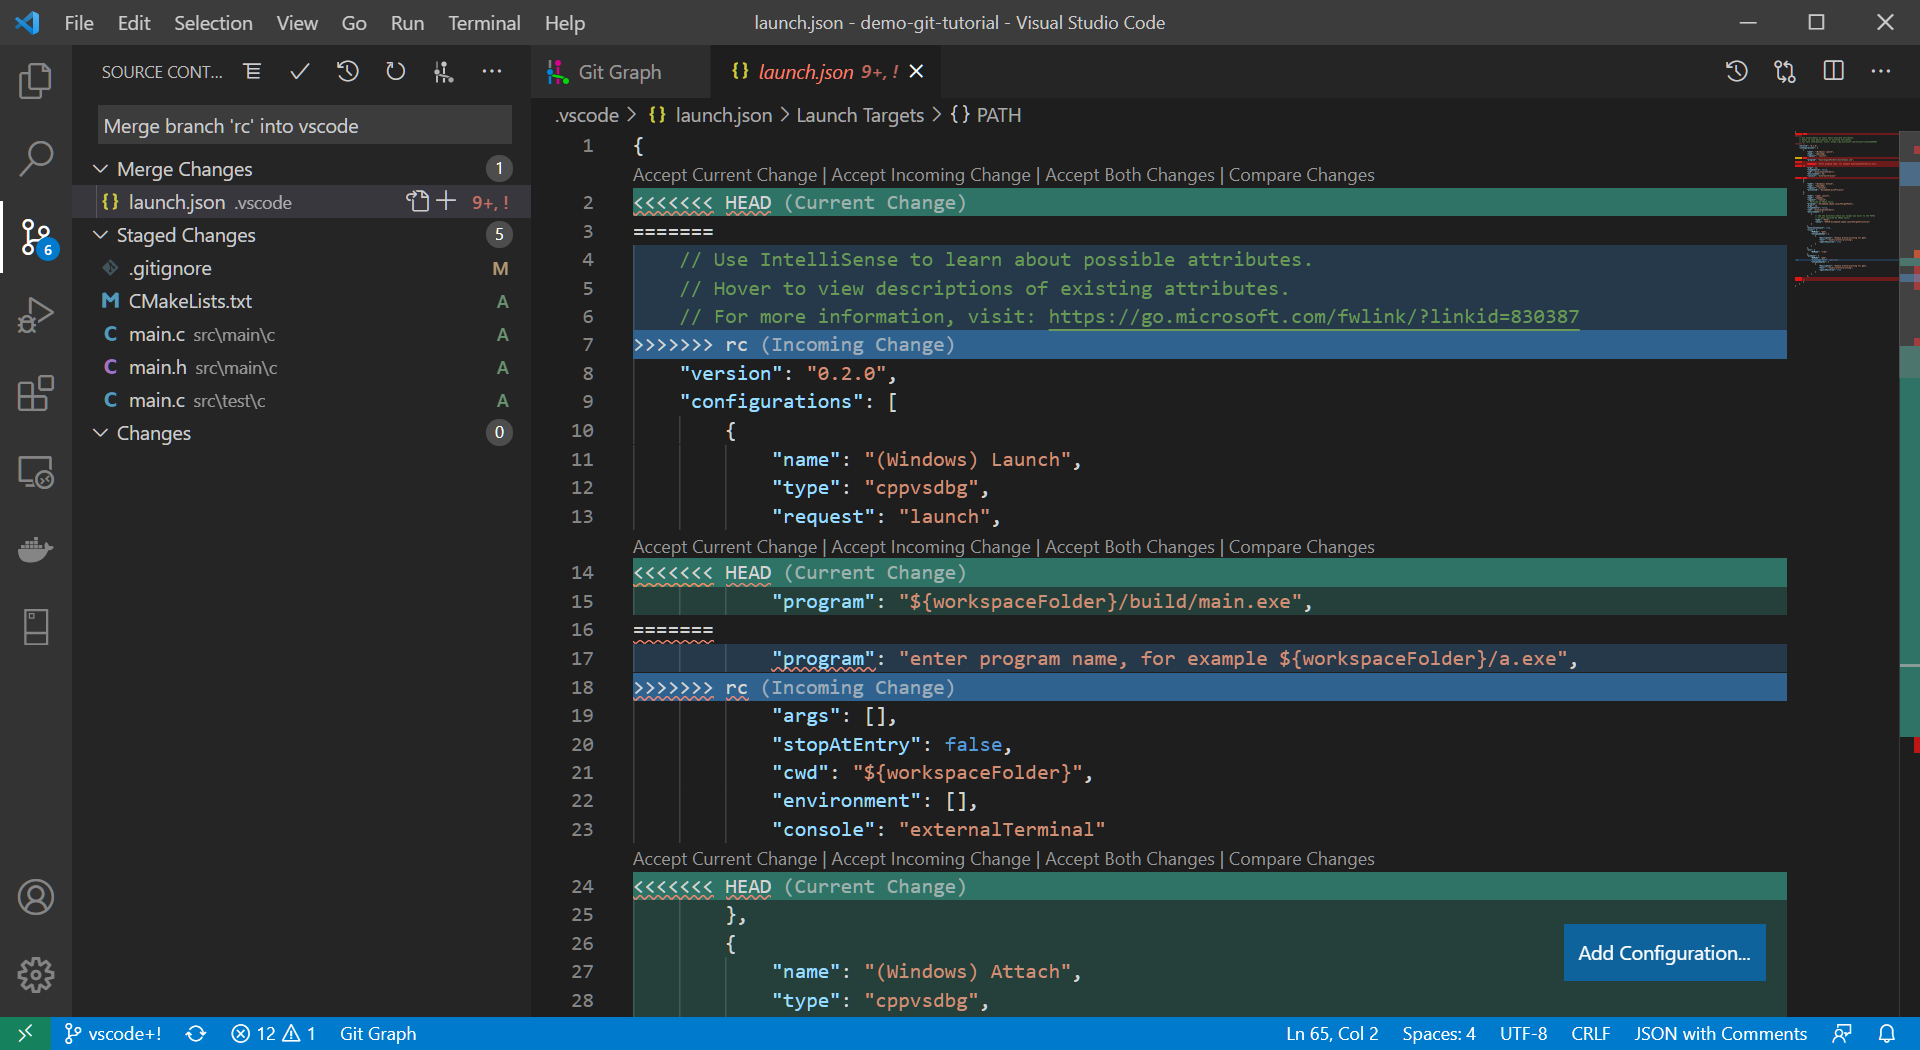 File Edit Selection View Go Run Terminal Help
launch.json - demo-git-tutorial - Visual Studio Code
SOURCE CONT...
Merge branch 'rc' into vscode
Merge Changes 1
{} launch.json .vscode 9+, !
Staged Changes 5
.gitignore M
M CMakeLists.txt A
C main.c src\main\c A
C main.h src\main\c A
C main.c src\test\c A
Changes 0
6
Git Graph
{} launch.json 9+, !
.vscode > {} launch.json > Launch Targets > {} PATH
1 {
Accept Current Change | Accept Incoming Change | Accept Both Changes | Compare Changes
2 <<<<<<< HEAD (Current Change)
3 =======
4 // Use IntelliSense to learn about possible attributes.
5 // Hover to view descriptions of existing attributes.
6 // For more information, visit: https://go.microsoft.com/fwlink/?linkid=830387
7 >>>>>>> rc (Incoming Change)
8 "version": "0.2.0",
9 "configurations": [
10 {
11 "name": "(Windows) Launch",
12 "type": "cppvsdbg",
13 "request": "launch",
Accept Current Change | Accept Incoming Change | Accept Both Changes | Compare Changes
14 <<<<<<< HEAD (Current Change)
15 "program": "${workspaceFolder}/build/main.exe",
16 =======
17 "program": "enter program name, for example ${workspaceFolder}/a.exe",
18 >>>>>>> rc (Incoming Change)
19 "args": [],
20 "stopAtEntry": false,
21 "cwd": "${workspaceFolder}",
22 "environment": [],
23 "console": "externalTerminal"
Accept Current Change | Accept Incoming Change | Accept Both Changes | Compare Changes
24 <<<<<<< HEAD (Current Change)
25 },
26 {
27 "name": "(Windows) Attach",
28 "type": "cppvsdbg",
Add Configuration...
vscode+! 12 1 Git Graph
Ln 65, Col 2 Spaces: 4 UTF-8 CRLF JSON with Comments